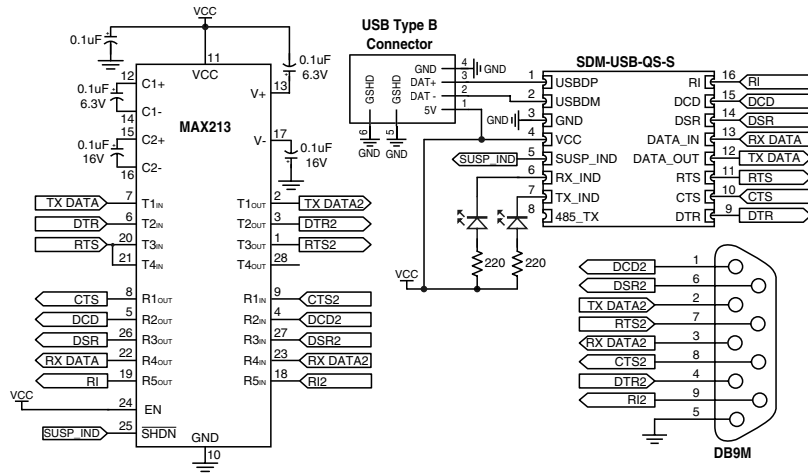 VCC
0.1uF
+
11
VCC
0.1uF
6.3V
12
C1+
V+
13
0.1uF
6.3V
14
C1-
15
C2+
MAX213
V-
17
0.1uF
16V
0.1uF
16V
16
C2-
TX DATA
7
T1IN
T1OUT
2
TX DATA2
DTR
6
T2IN
T2OUT
3
DTR2
RTS
20
T3IN
T3OUT
1
RTS2
21
T4IN
T4OUT
28
CTS
8
R1OUT
R1IN
9
CTS2
DCD
5
R2OUT
R2IN
4
DCD2
DSR
26
R3OUT
R3IN
27
DSR2
RX DATA
22
R4OUT
R4IN
23
RX DATA2
RI
19
R5OUT
R5IN
18
RI2
VCC
24
EN
SUSP_IND
25
SHDN
GND
10
USB Type B
Connector
GND
4
GND
DAT+
3
DAT -
2
5V
1
GSHD
GSHD
6
5
GND
GND
SDM-USB-QS-S
1
USBDP
RI
16
RI
2
USBDM
DCD
15
DCD
GND
3
GND
DSR
14
DSR
4
VCC
DATA_IN
13
RX DATA
SUSP_IND
5
SUSP_IND
DATA_OUT
12
TX DATA
6
RX_IND
RTS
11
RTS
7
TX_IND
CTS
10
CTS
8
485_TX
DTR
9
DTR
220
220
VCC
DCD2
1
DSR2
6
TX DATA2
2
RTS2
7
RX DATA2
3
CTS2
8
DTR2
4
RI2
9
5
DB9M